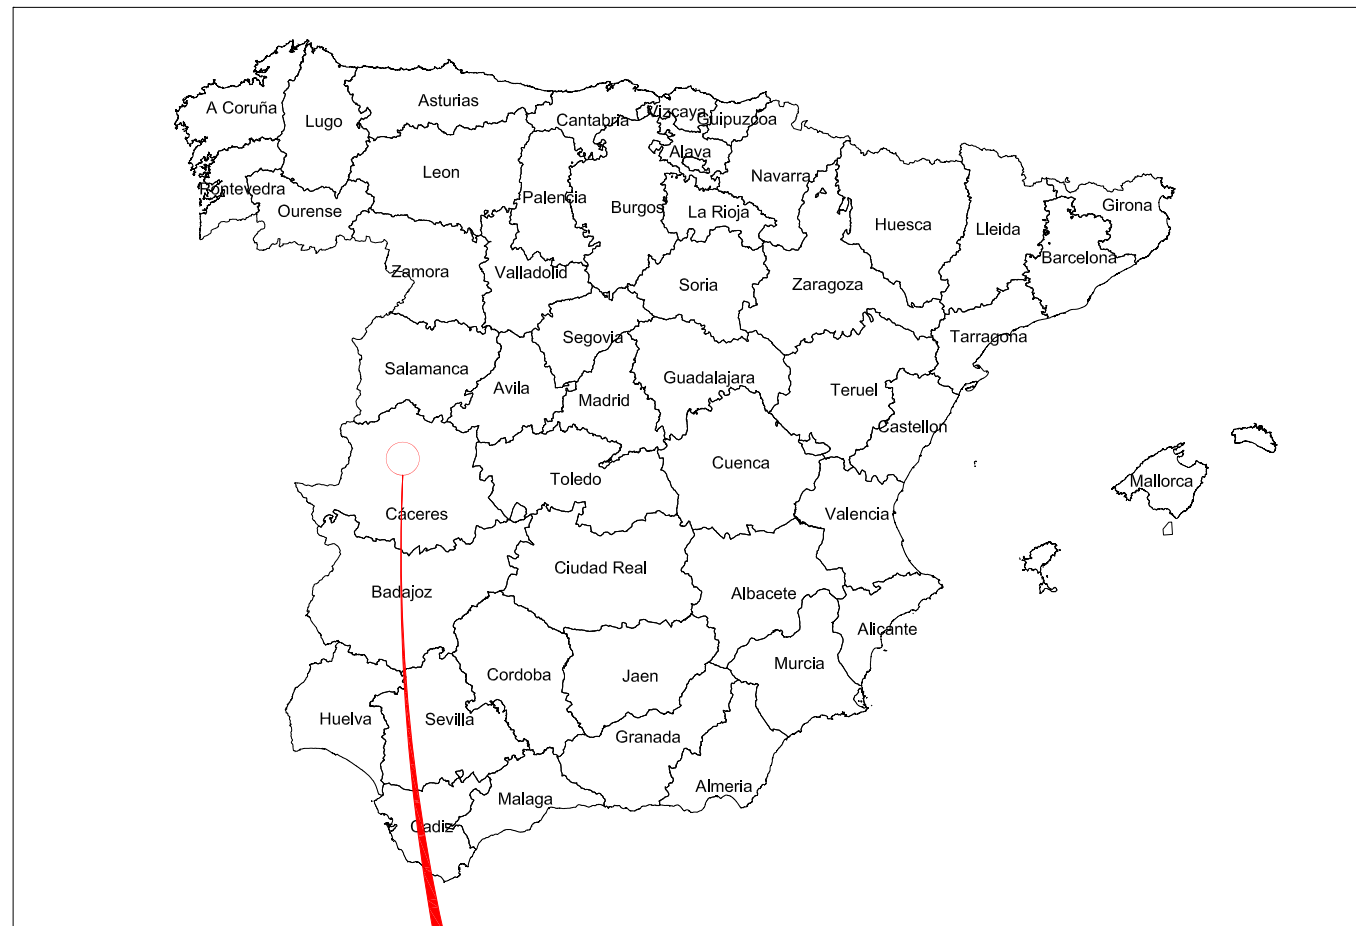 Asturias
A Coruña
Lugo
Cantabria
Vizcaya
Guipuzcoa
Alava
Leon
Navarra
Pontevedra
Ourense
Palencia
Burgos
La Rioja
Huesca
Lleida
Girona
Barcelona
Zamora
Valladolid
Soria
Zaragoza
Segovia
Tarragona
Salamanca
Avila
Madrid
Guadalajara
Teruel
Castellon
Cuenca
Toledo
Mallorca
Cáceres
Valencia
Ciudad Real
Badajoz
Albacete
Alicante
Murcia
Cordoba
Jaen
Huelva
Sevilla
Granada
Almeria
Malaga
Cadiz